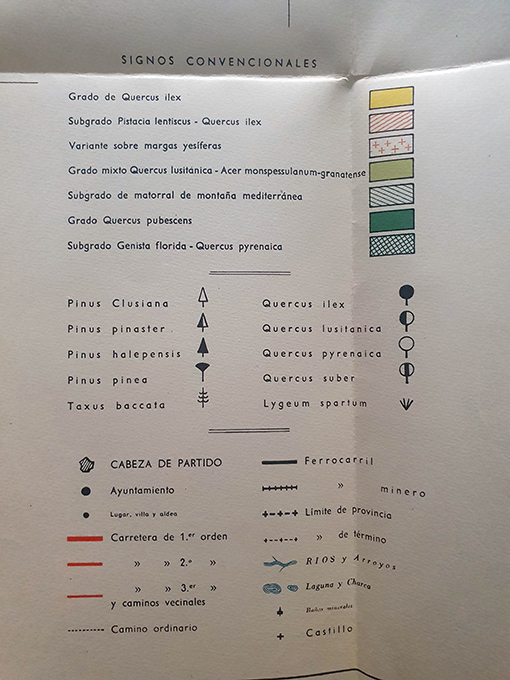 SIGNOS CONVENCIONALES
Grado de Quercus ilex
Subgrado Pistacia lentiscus - Quercus ilex
Variante sobre margas yesíferas
Grado mixto Quercus lusitánica - Acer monspessulanum-granatense
Subgrado de matorral de montaña mediterránea
Grado Quercus pubescens
Subgrado Genista florida - Quercus pyrenaica
Pinus Clusiana
Pinus pinaster
Pinus halepensis
Pinus pinea
Taxus baccata
Quercus ilex
Quercus lusitanica
Quercus pyrenaica
Quercus suber
Lygeum spartum
CABEZA DE PARTIDO
Ayuntamiento
Lugar, villa y aldea
Carretera de 1.er orden
» » 2.º »
» » 3.er »
y caminos vecinales
Camino ordinario
Ferrocarril
» minero
Límite de provincia
» de término
RIOS y Arroyos
Laguna y Charca
Baños
Castillo